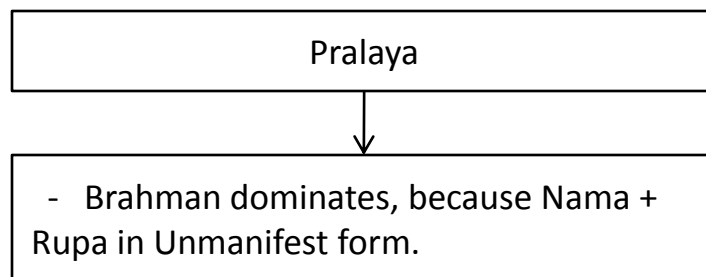 Pralaya
- Brahman dominates, because Nama +
Rupa in Unmanifest form.